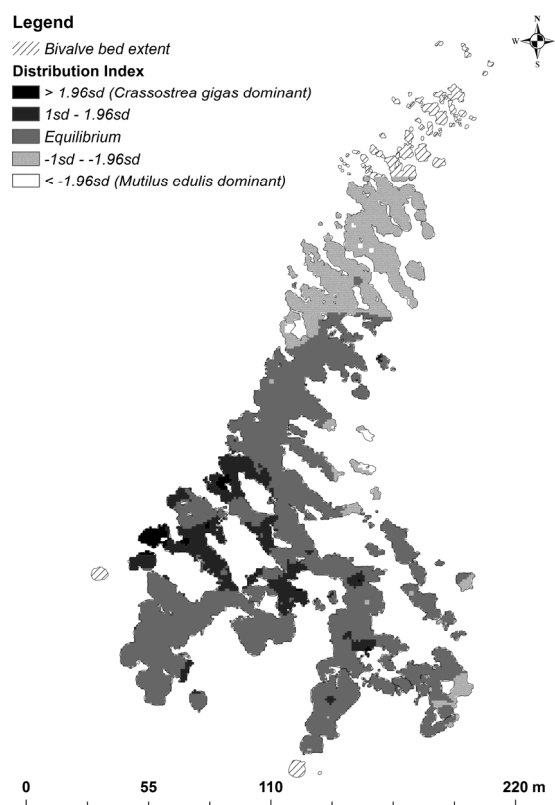 Legend
Bivalve bed extent
Distribution Index
> 1.96sd (Crassostrea gigas dominant)
1sd - 1.96sd
Equilibrium
-1sd - -1.96sd
< -1.96sd (Mutilus edulis dominant)
N
W E
S
0 55 110 220 m